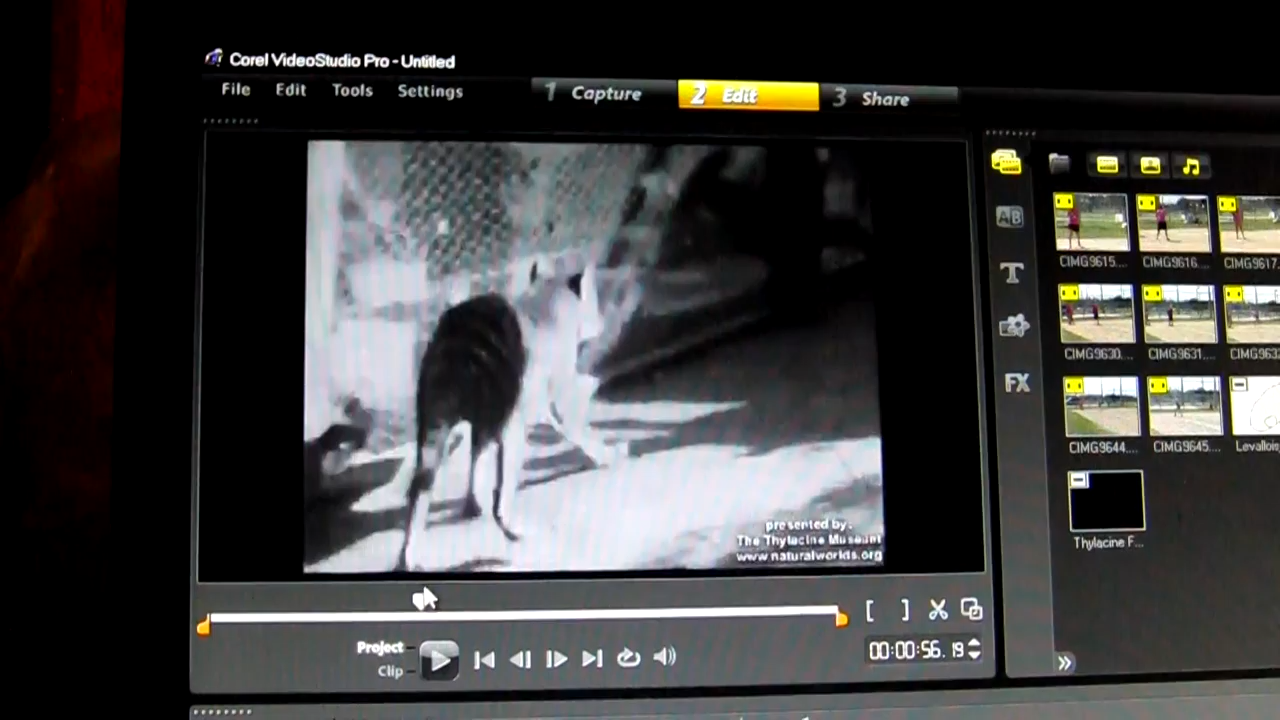 Corel VideoStudio Pro - Untitled
File Edit Tools Settings
1 Capture 2 Edit 3 Share
AB
T
FX
CIMG9615... CIMG9616... CIMG9617...
CIMG9630... CIMG9631... CIMG963
CIMG9644... CIMG9645... Levallois
Thylacine F...
presented by:
The Thylacine Museum
www.naturalworlds.org
Project
Clip
[ ]
00:00:56. 19